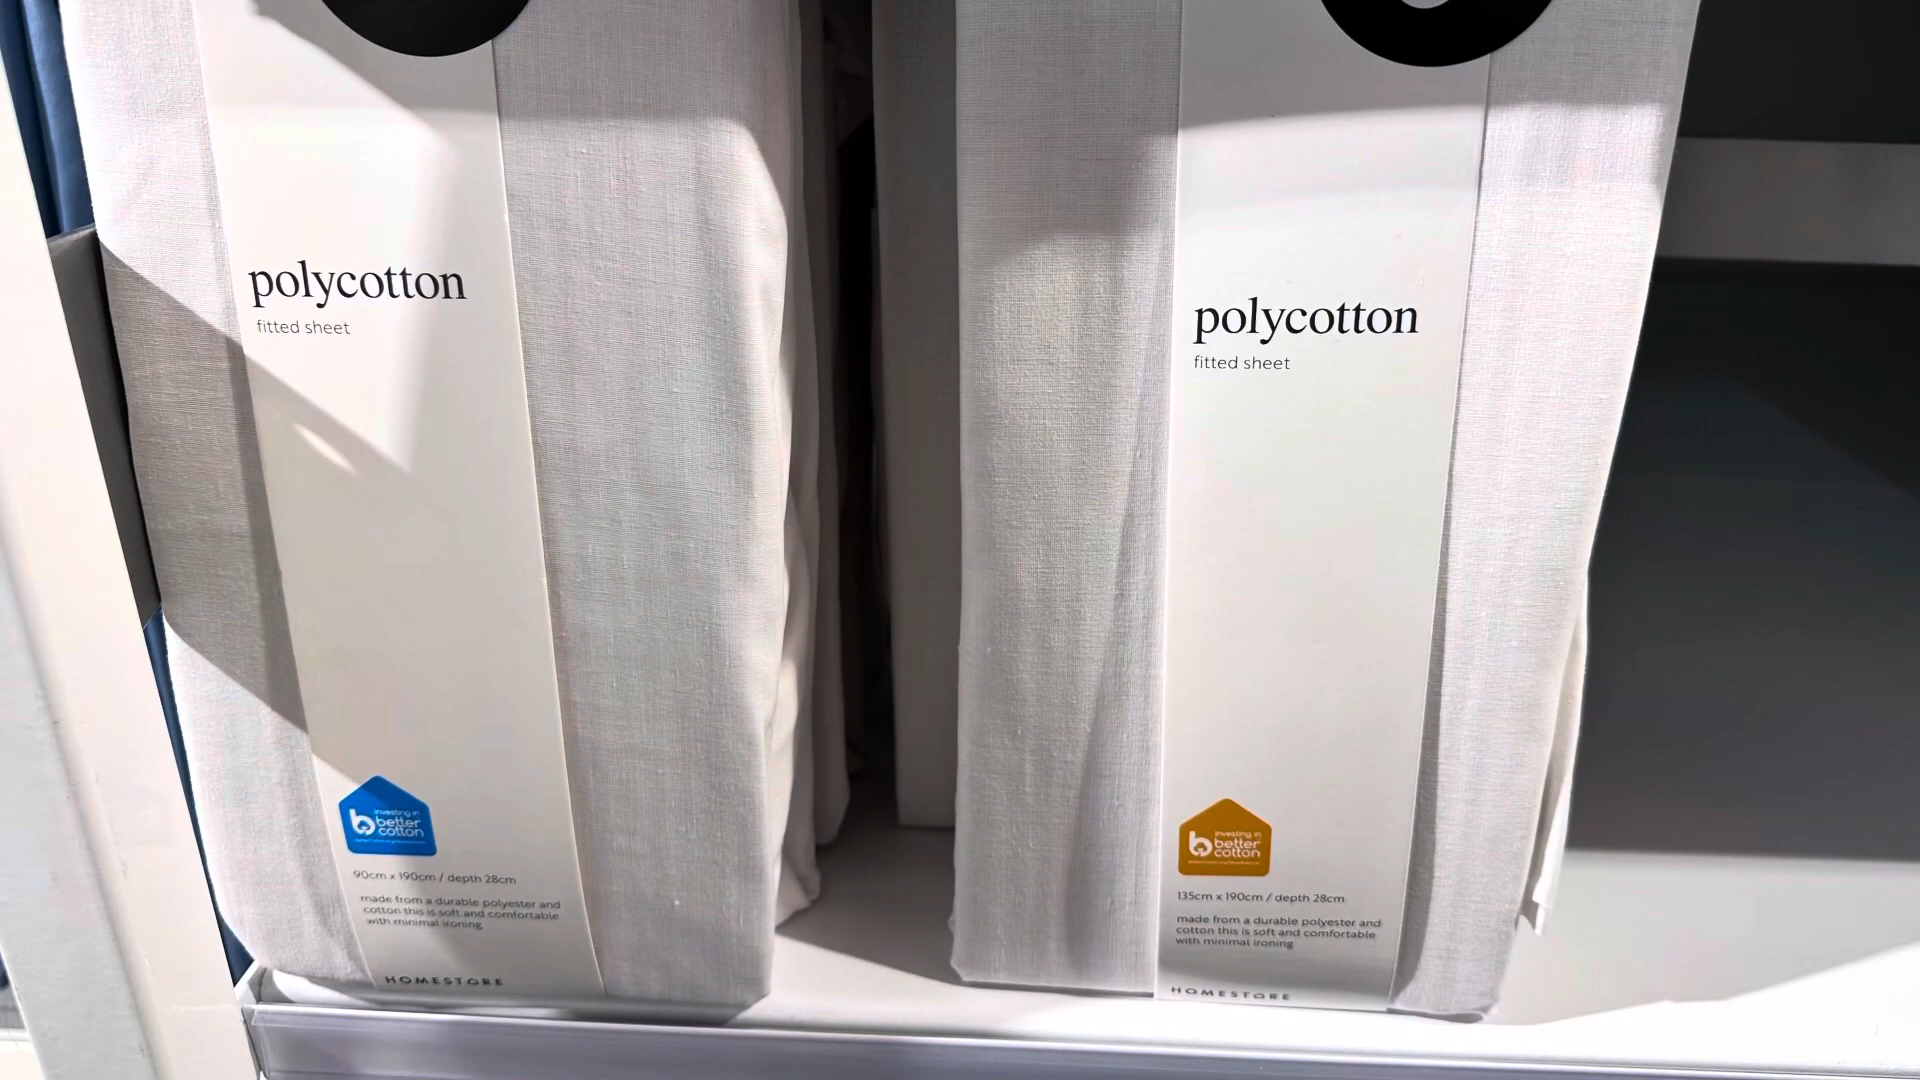 polycotton
fitted sheet
investing in
better
cotton
90cm x 190cm / depth 28cm
made from a durable polyester and
cotton this is soft and comfortable
with minimal ironing
HOMESTORE
polycotton
fitted sheet
investing in
better
cotton
135cm x 190cm / depth 28cm
made from a durable polyester and
cotton this is soft and comfortable
with minimal ironing
HOMESTORE